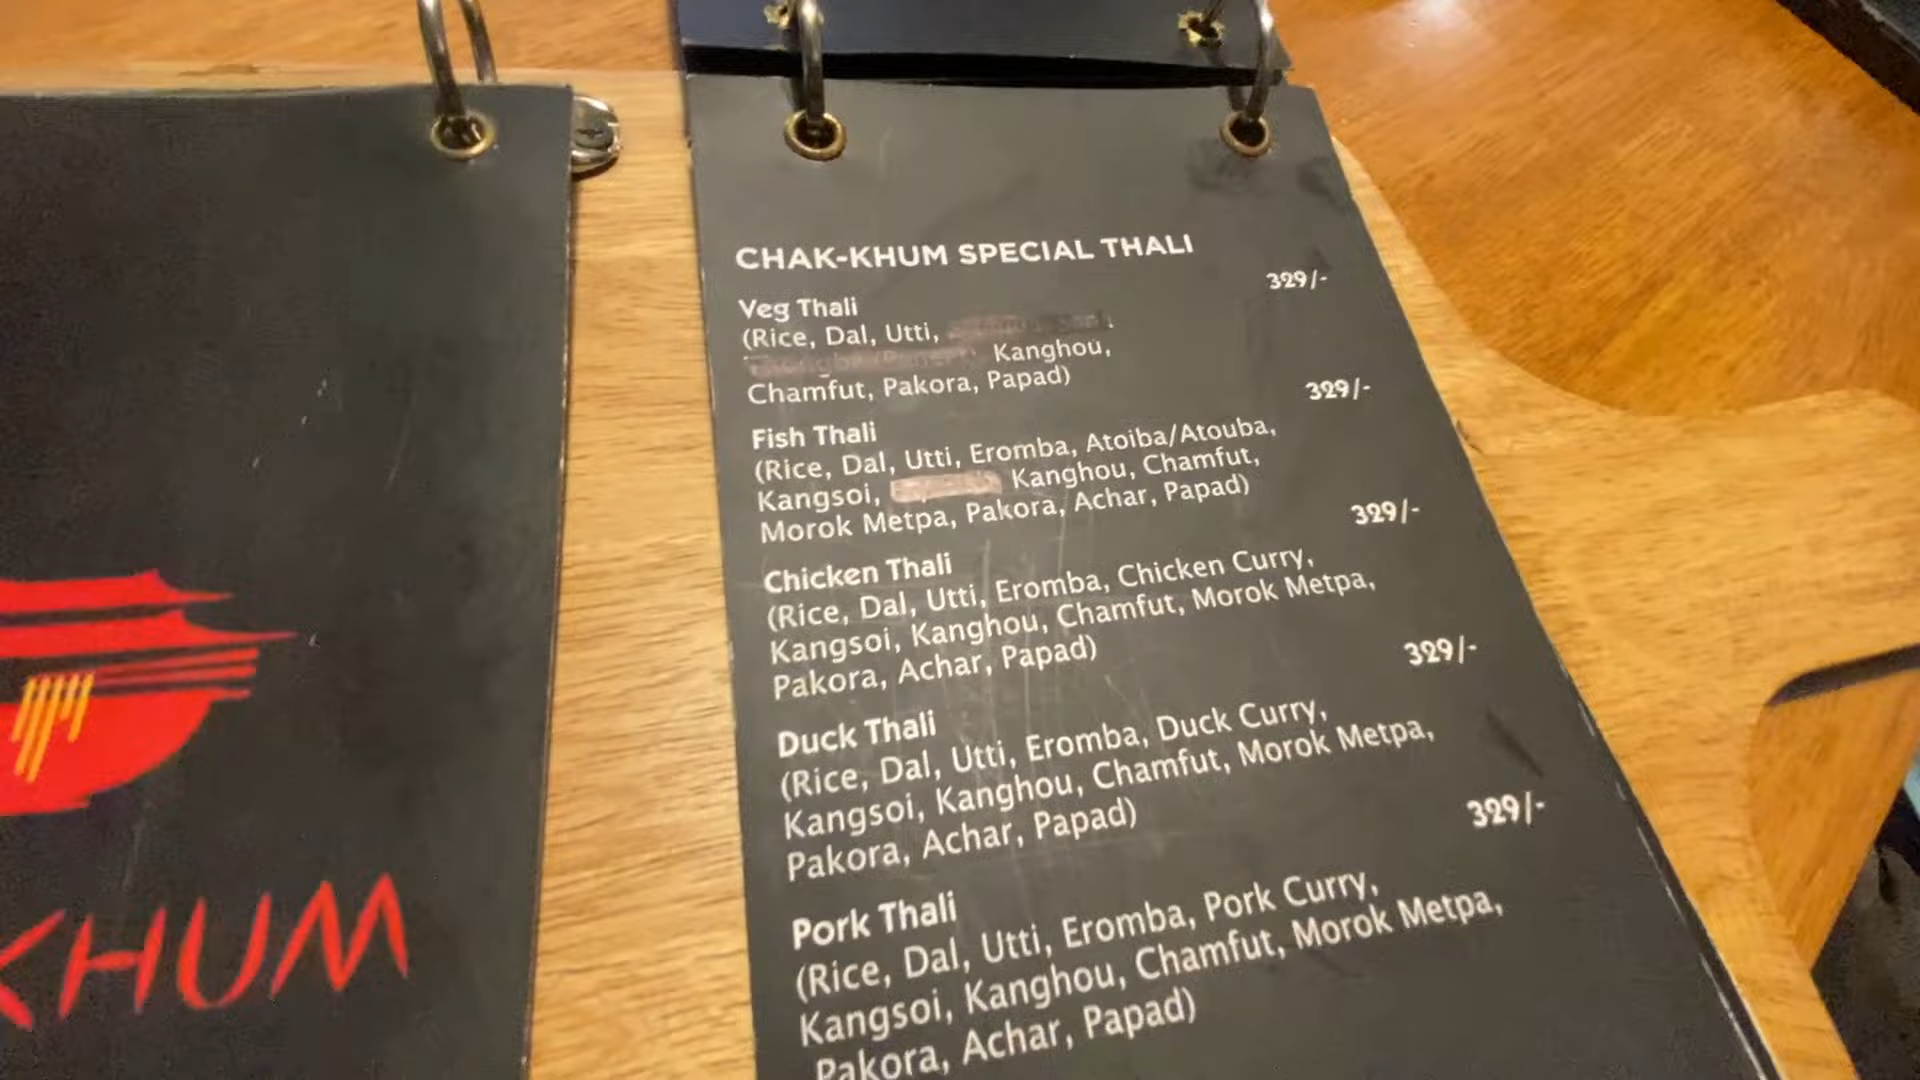 CHAK-KHUM SPECIAL THALI
Veg Thali 329/-
(Rice, Dal, Utti,
Kanghou,
Chamfut, Pakora, Papad)
Fish Thali 329/-
(Rice, Dal, Utti, Eromba, Atoiba/Atouba,
Kangsoi, Kanghou, Chamfut,
Morok Metpa, Pakora, Achar, Papad)
Chicken Thali 329/-
(Rice, Dal, Utti, Eromba, Chicken Curry,
Kangsoi, Kanghou, Chamfut, Morok Metpa,
Pakora, Achar, Papad)
Duck Thali 329/-
(Rice, Dal, Utti, Eromba, Duck Curry,
Kangsoi, Kanghou, Chamfut, Morok Metpa,
Pakora, Achar, Papad)
Pork Thali 329/-
(Rice, Dal, Utti, Eromba, Pork Curry,
Kangsoi, Kanghou, Chamfut, Morok Metpa,
Pakora, Achar, Papad)
KHUM